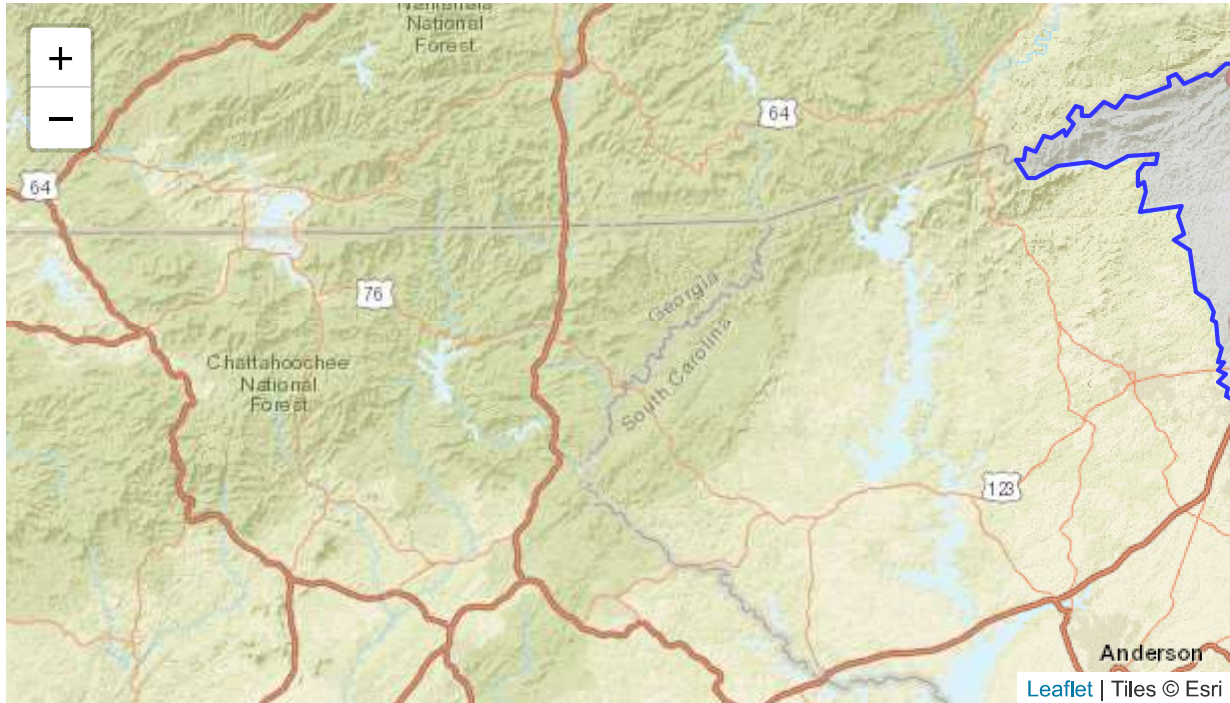 +
−
National
Forest
64
64
76
Georgia
South Carolina
Chattahoochee
National
Forest
123
Anderson
Leaflet | Tiles © Esri